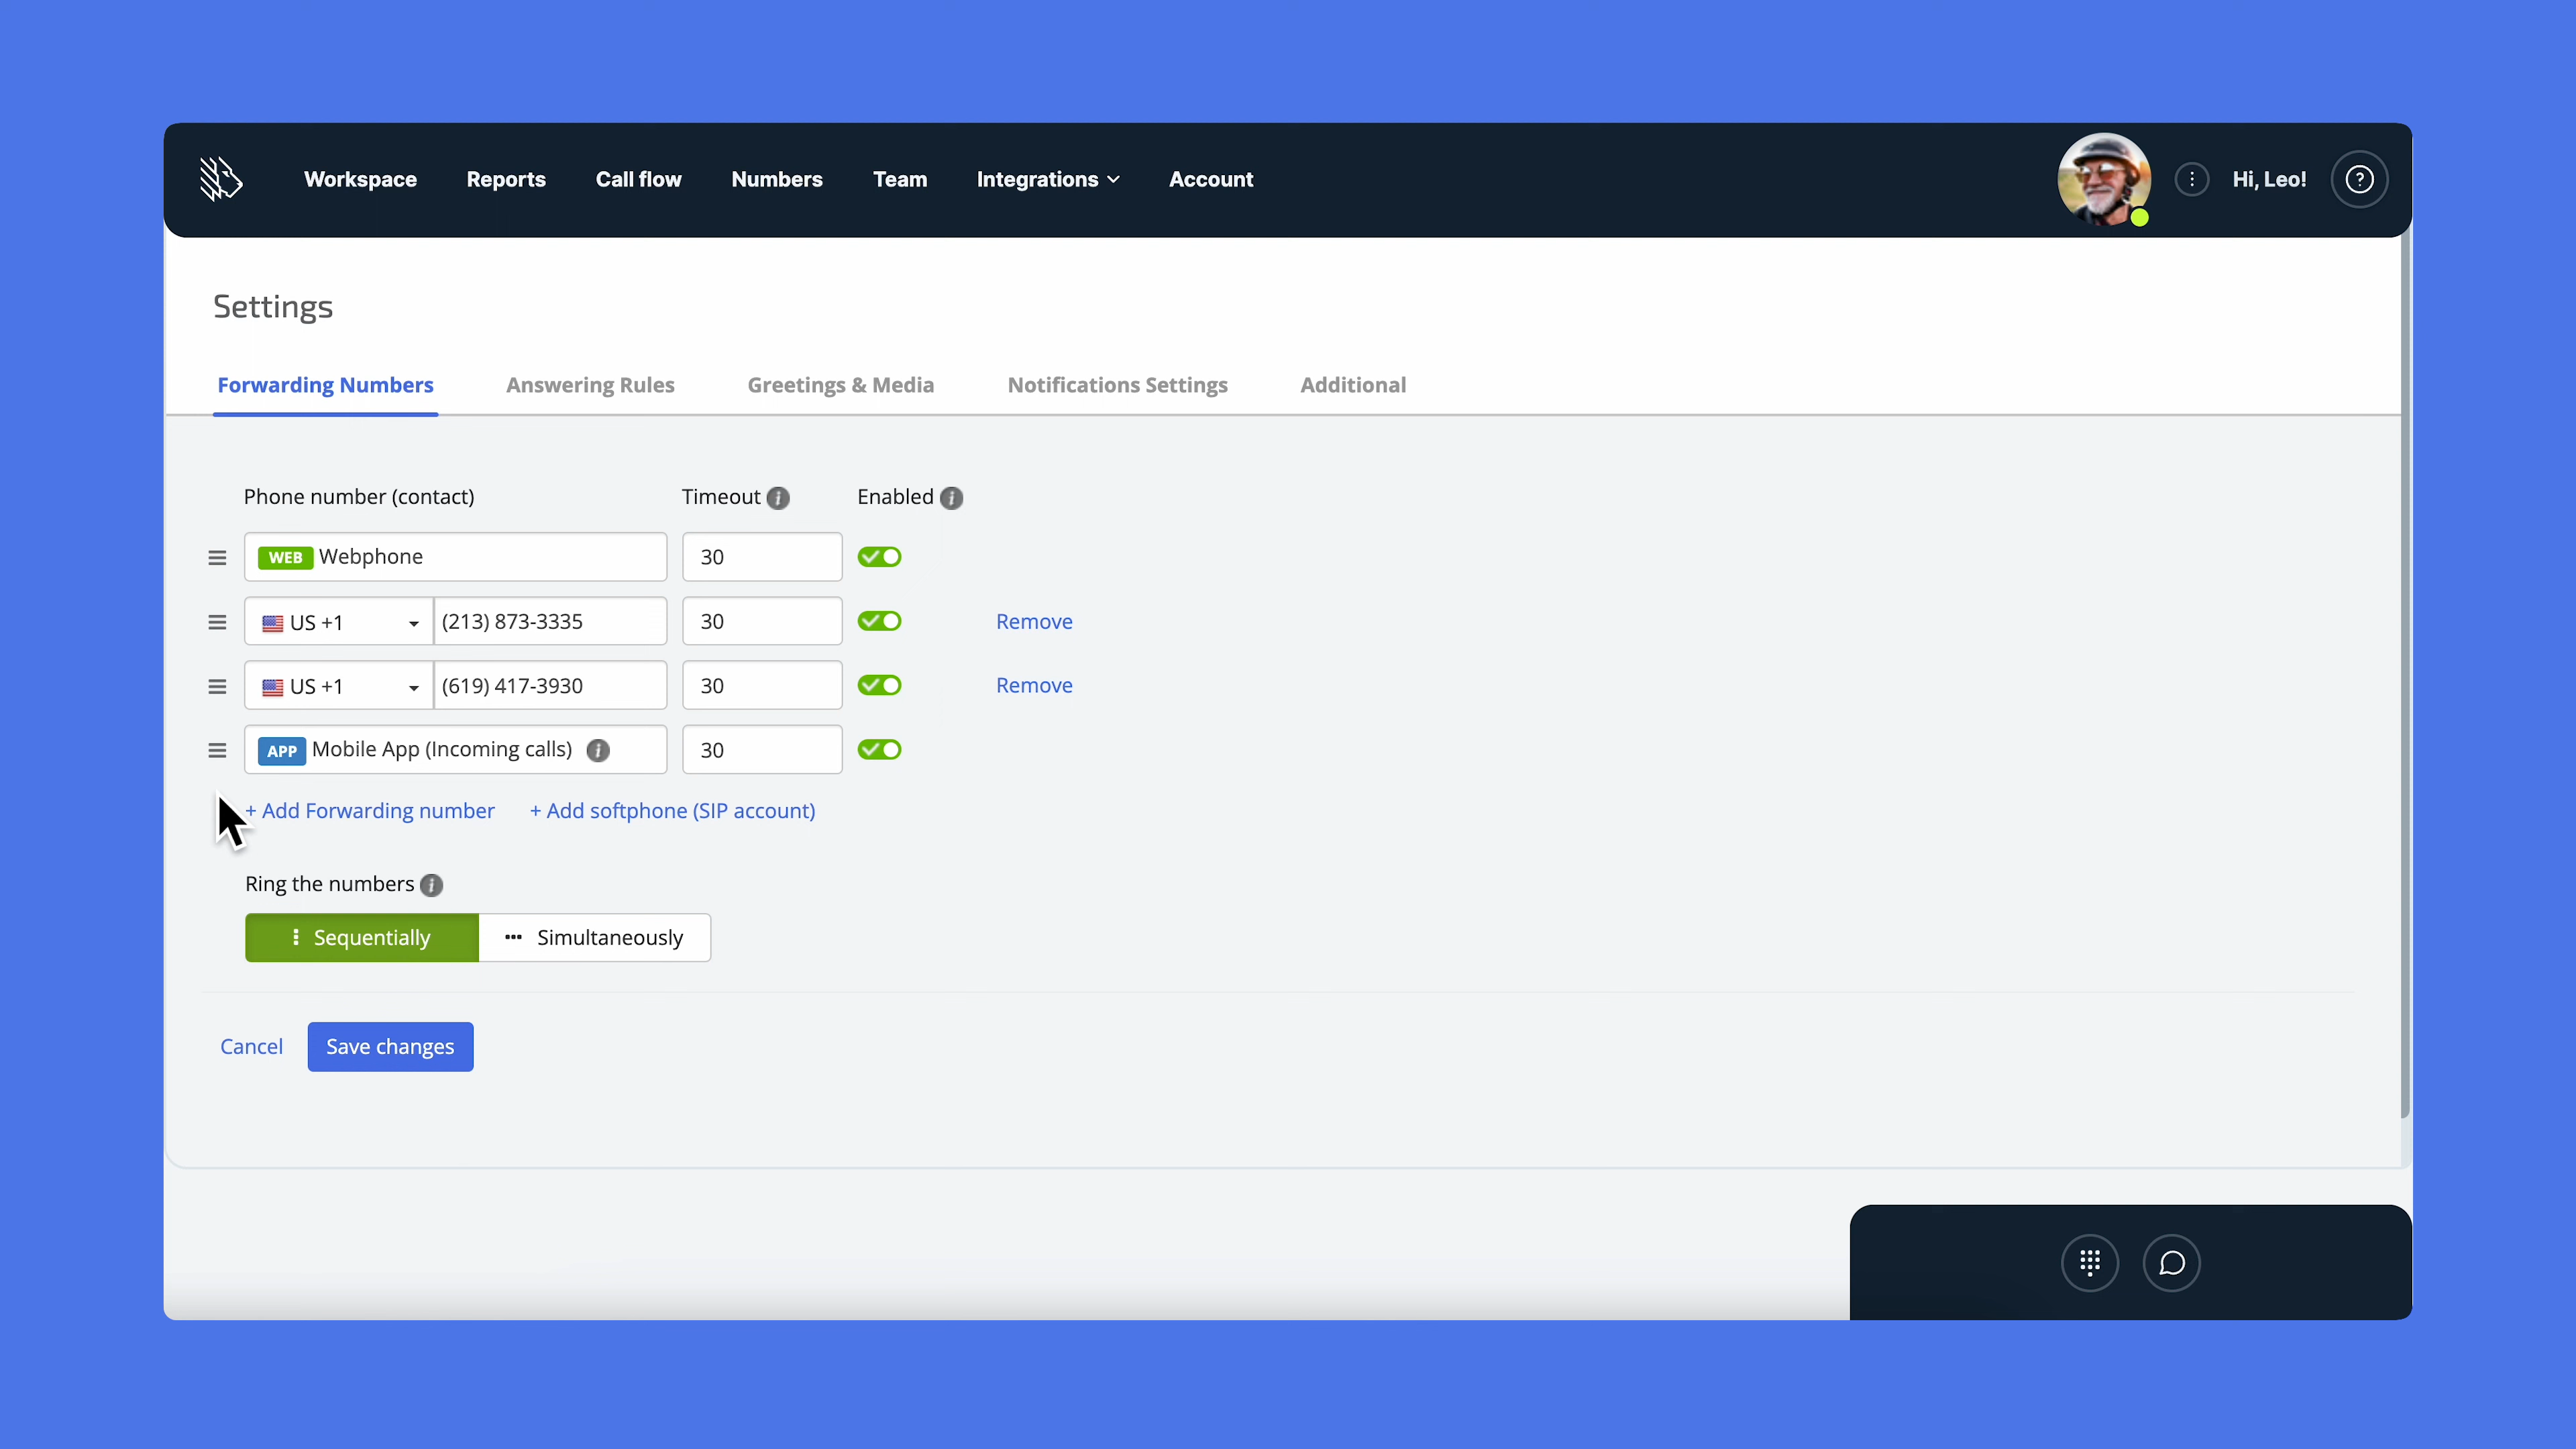 Workspace Reports Call flow Numbers Team Integrations Account Hi, Leo!
Settings
Forwarding Numbers Answering Rules Greetings & Media Notifications Settings Additional
Phone number (contact) Timeout Enabled
WEB Webphone 30
US +1 (213) 873-3335 30 Remove
US +1 (619) 417-3930 30 Remove
APP Mobile App (Incoming calls) 30
+ Add Forwarding number + Add softphone (SIP account)
Ring the numbers
Sequentially Simultaneously
Cancel Save changes